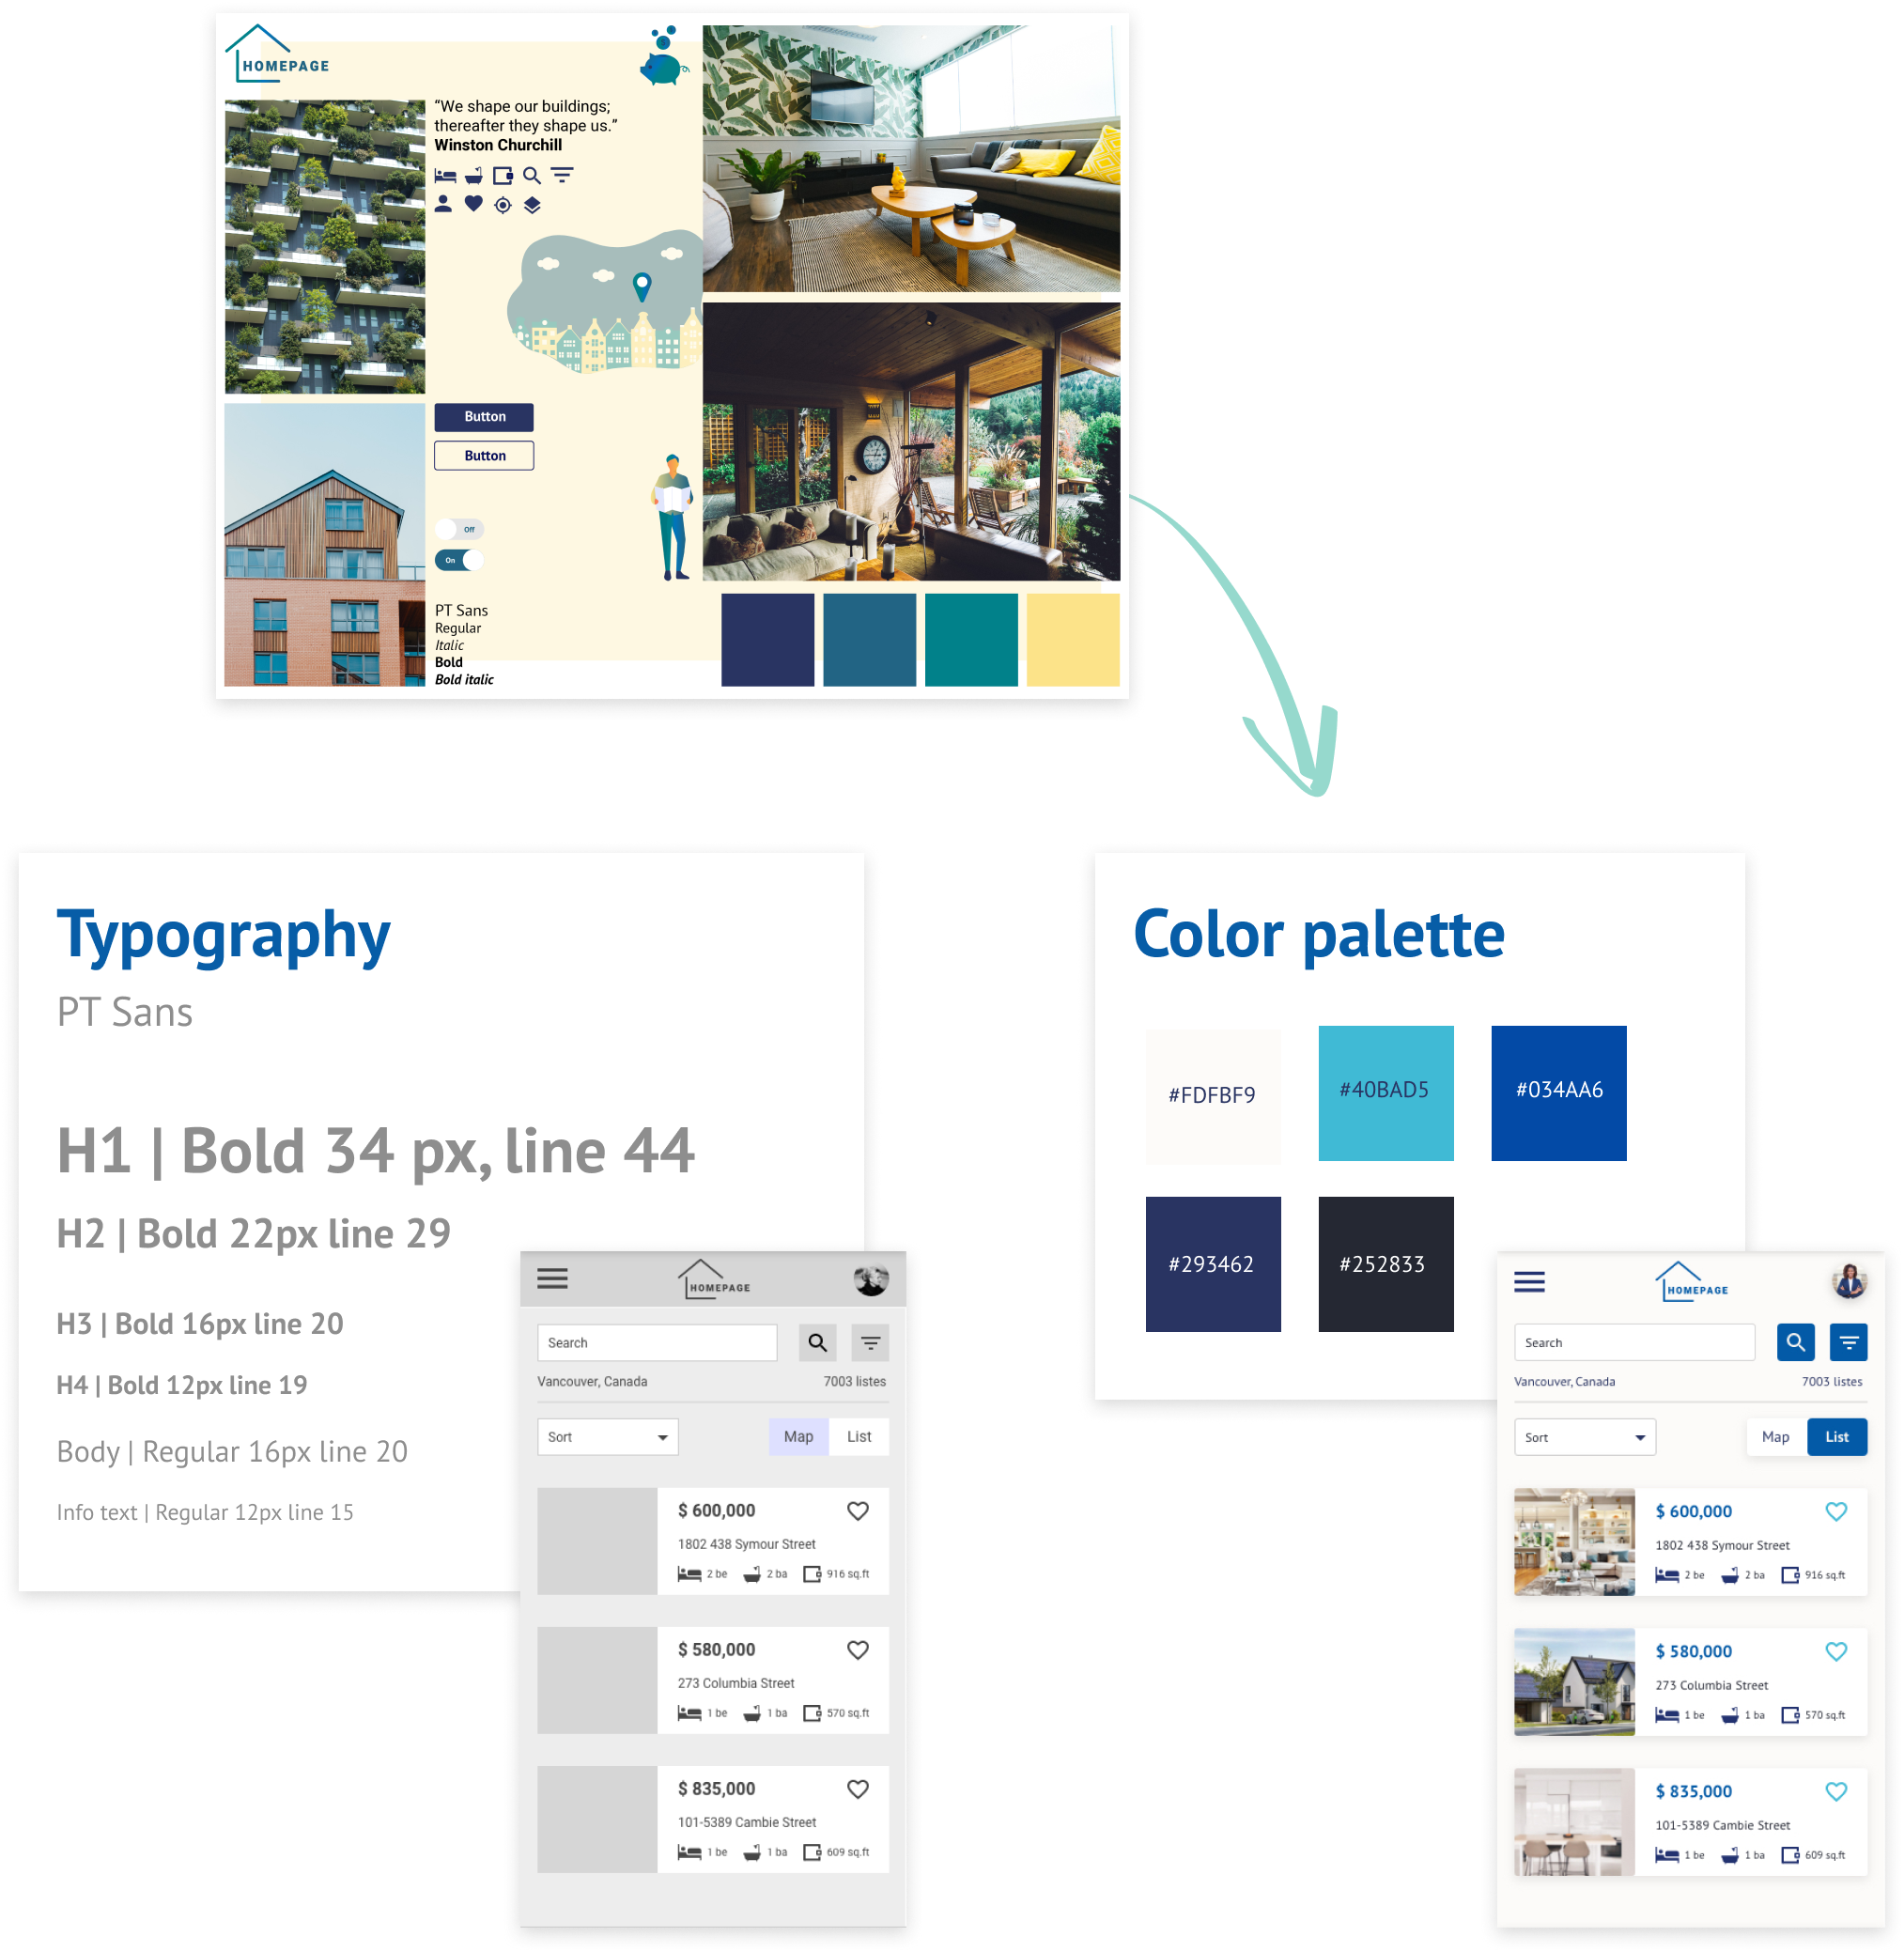 HOMEPAGE
“We shape our buildings;
thereafter they shape us.”
Winston Churchill
Button
Button
Off
On
PT Sans
Regular
Italic
Bold
Bold italic
Typography
PT Sans
H1 | Bold 34 px, line 44
H2 | Bold 22px line 29
H3 | Bold 16px line 20
H4 | Bold 12px line 19
Body | Regular 16px line 20
Info text | Regular 12px line 15
HOMEPAGE
Search
Vancouver, Canada 7003 listes
Sort Map List
$ 600,000
1802 438 Symour Street
2 be 2 ba 916 sq.ft
$ 580,000
273 Columbia Street
1 be 1 ba 570 sq.ft
$ 835,000
101-5389 Cambie Street
1 be 1 ba 609 sq.ft
Color palette
#FDFBF9 #40BAD5 #034AA6
#293462 #252833
HOMEPAGE
Search
Vancouver, Canada 7003 listes
Sort Map List
$ 600,000
1802 438 Symour Street
2 be 2 ba 916 sq.ft
$ 580,000
273 Columbia Street
1 be 1 ba 570 sq.ft
$ 835,000
101-5389 Cambie Street
1 be 1 ba 609 sq.ft